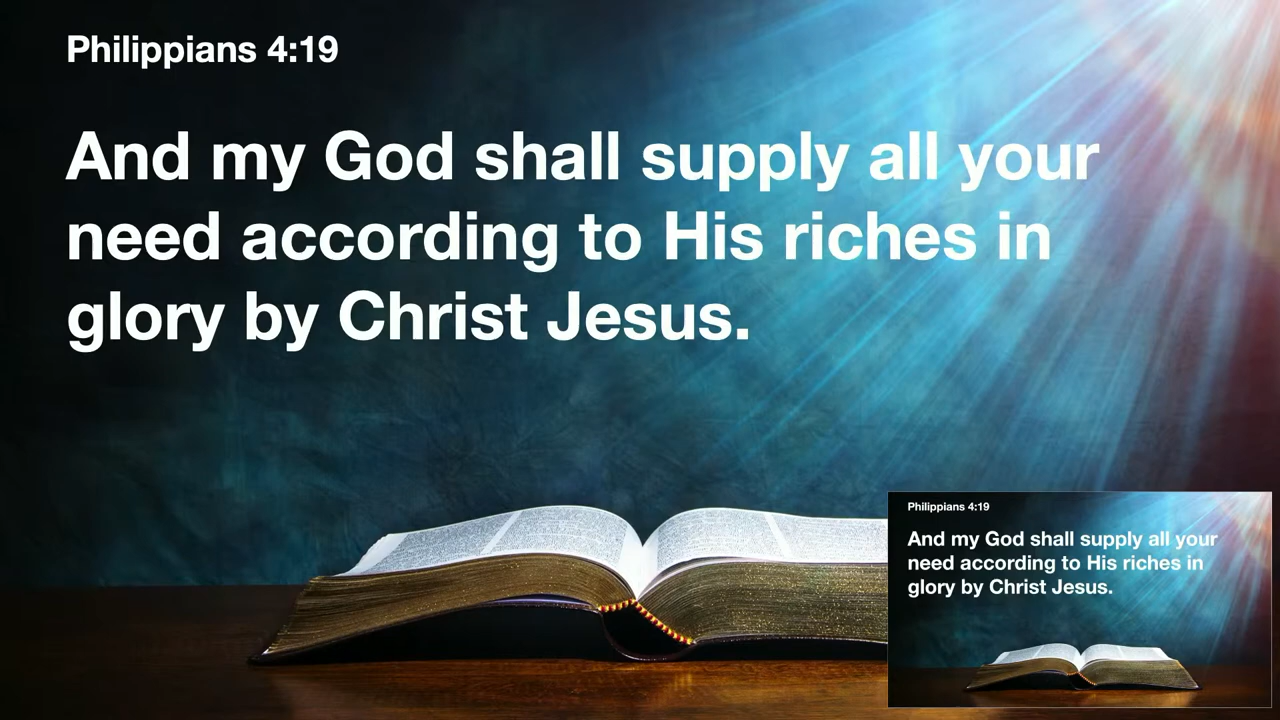 Philippians 4:19
And my God shall supply all your
need according to His riches in
glory by Christ Jesus.
Philippians 4:19
And my God shall supply all your
need according to His riches in
glory by Christ Jesus.